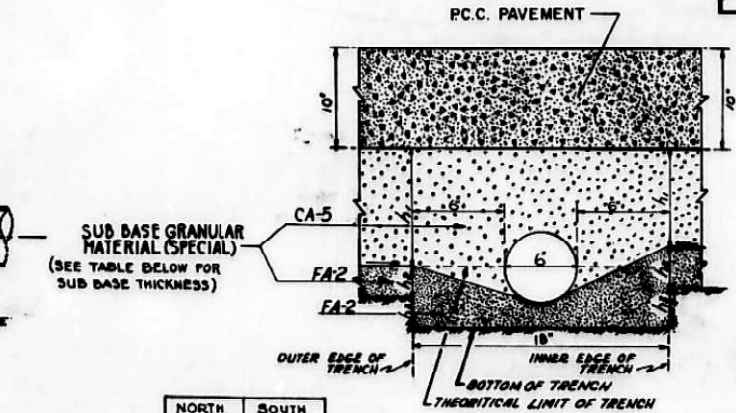 P.C.C. PAVEMENT
10"
10"
CA-5
6"
6"
h₁
h₁
SUB BASE GRANULAR
MATERIAL (SPECIAL)
(SEE TABLE BELOW FOR
SUB BASE THICKNESS)
6"
FA-2
FA-2
18"
OUTER EDGE OF
TRENCH
INNER EDGE OF
TRENCH
BOTTOM OF TRENCH
THEORITICAL LIMIT OF TRENCH
NORTH
SOUTH